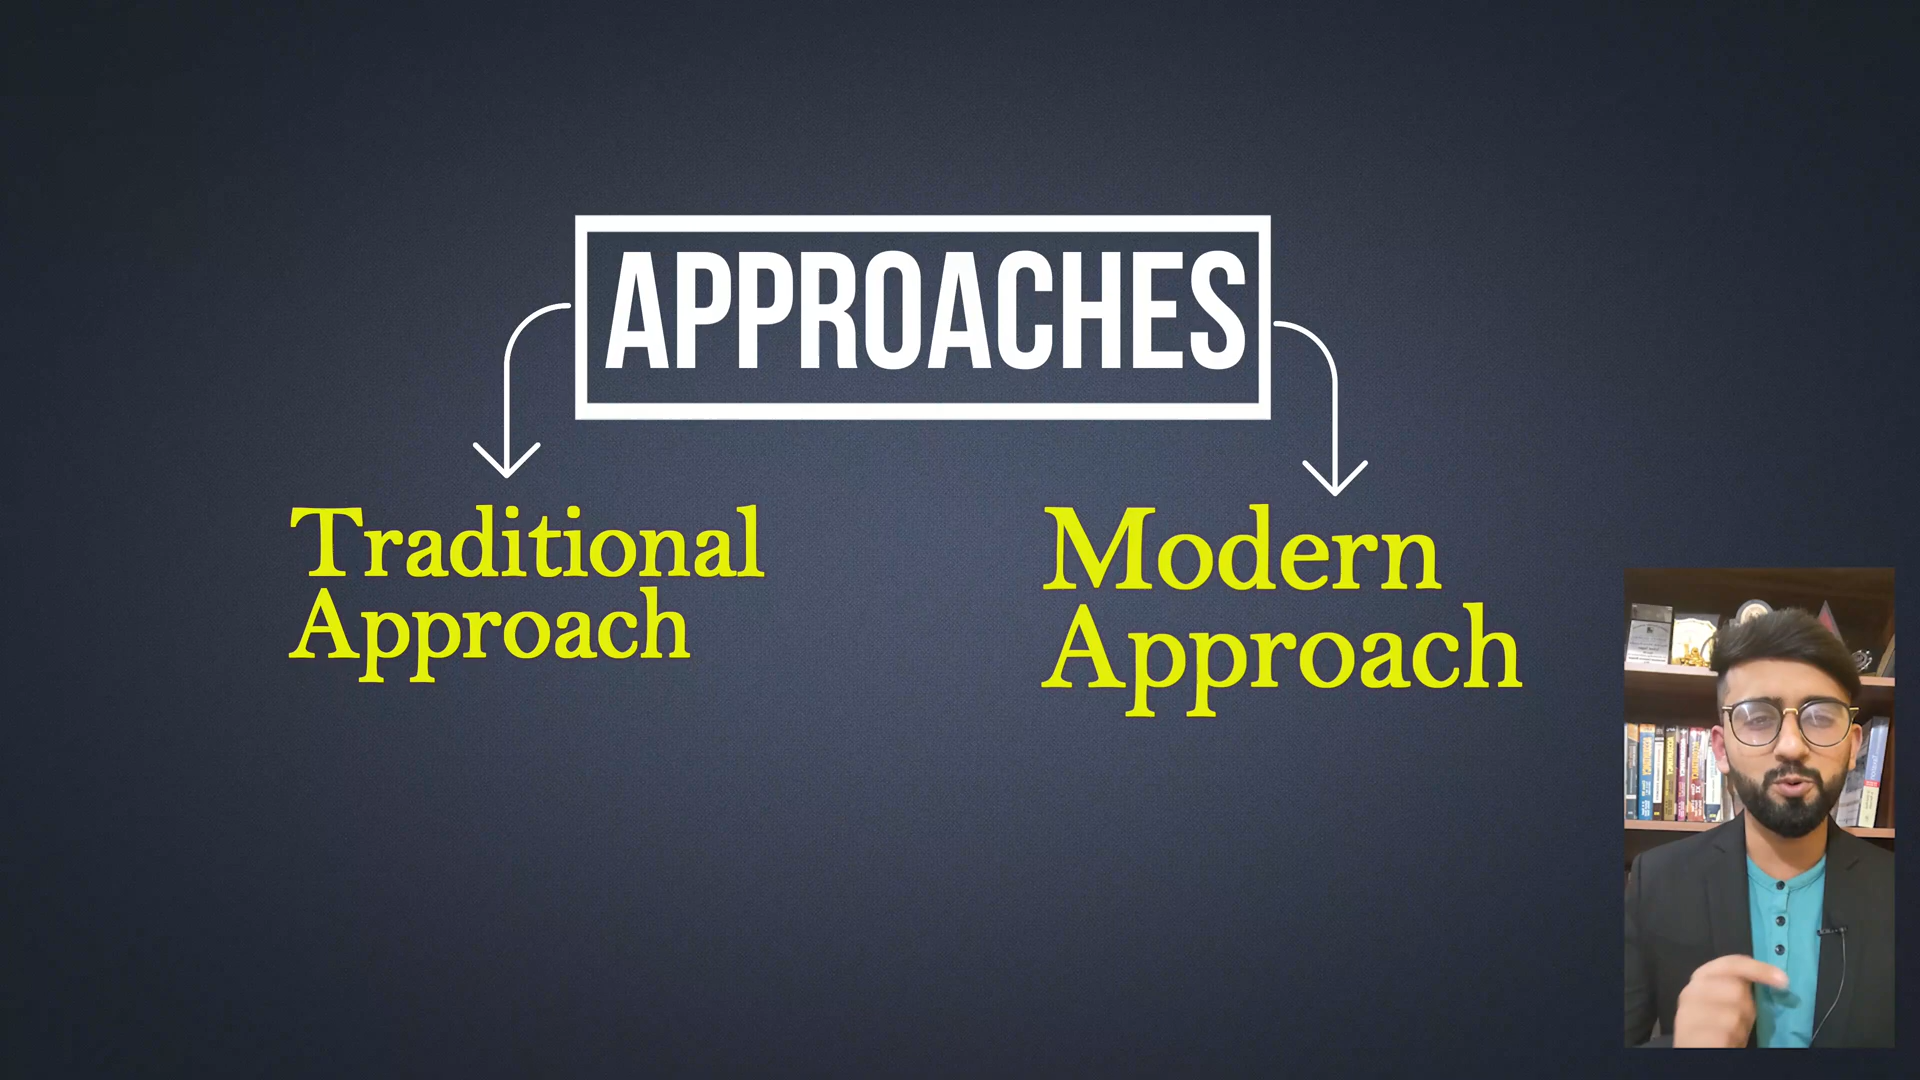 APPROACHES
Traditional
Approach
Modern
Approach